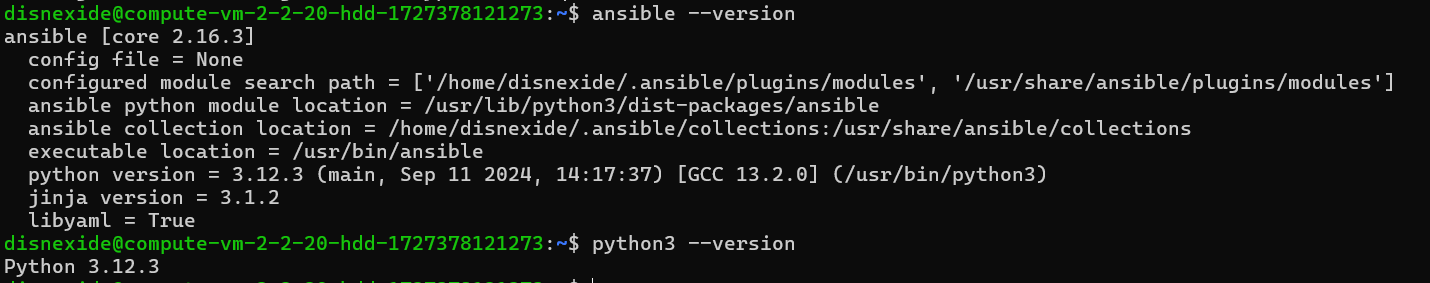 disnexide@compute-vm-2-2-20-hdd-1727378121273:~$ ansible --version
ansible [core 2.16.3]
  config file = None
  configured module search path = ['/home/disnexide/.ansible/plugins/modules', '/usr/share/ansible/plugins/modules']
  ansible python module location = /usr/lib/python3/dist-packages/ansible
  ansible collection location = /home/disnexide/.ansible/collections:/usr/share/ansible/collections
  executable location = /usr/bin/ansible
  python version = 3.12.3 (main, Sep 11 2024, 14:17:37) [GCC 13.2.0] (/usr/bin/python3)
  jinja version = 3.1.2
  libyaml = True
disnexide@compute-vm-2-2-20-hdd-1727378121273:~$ python3 --version
Python 3.12.3